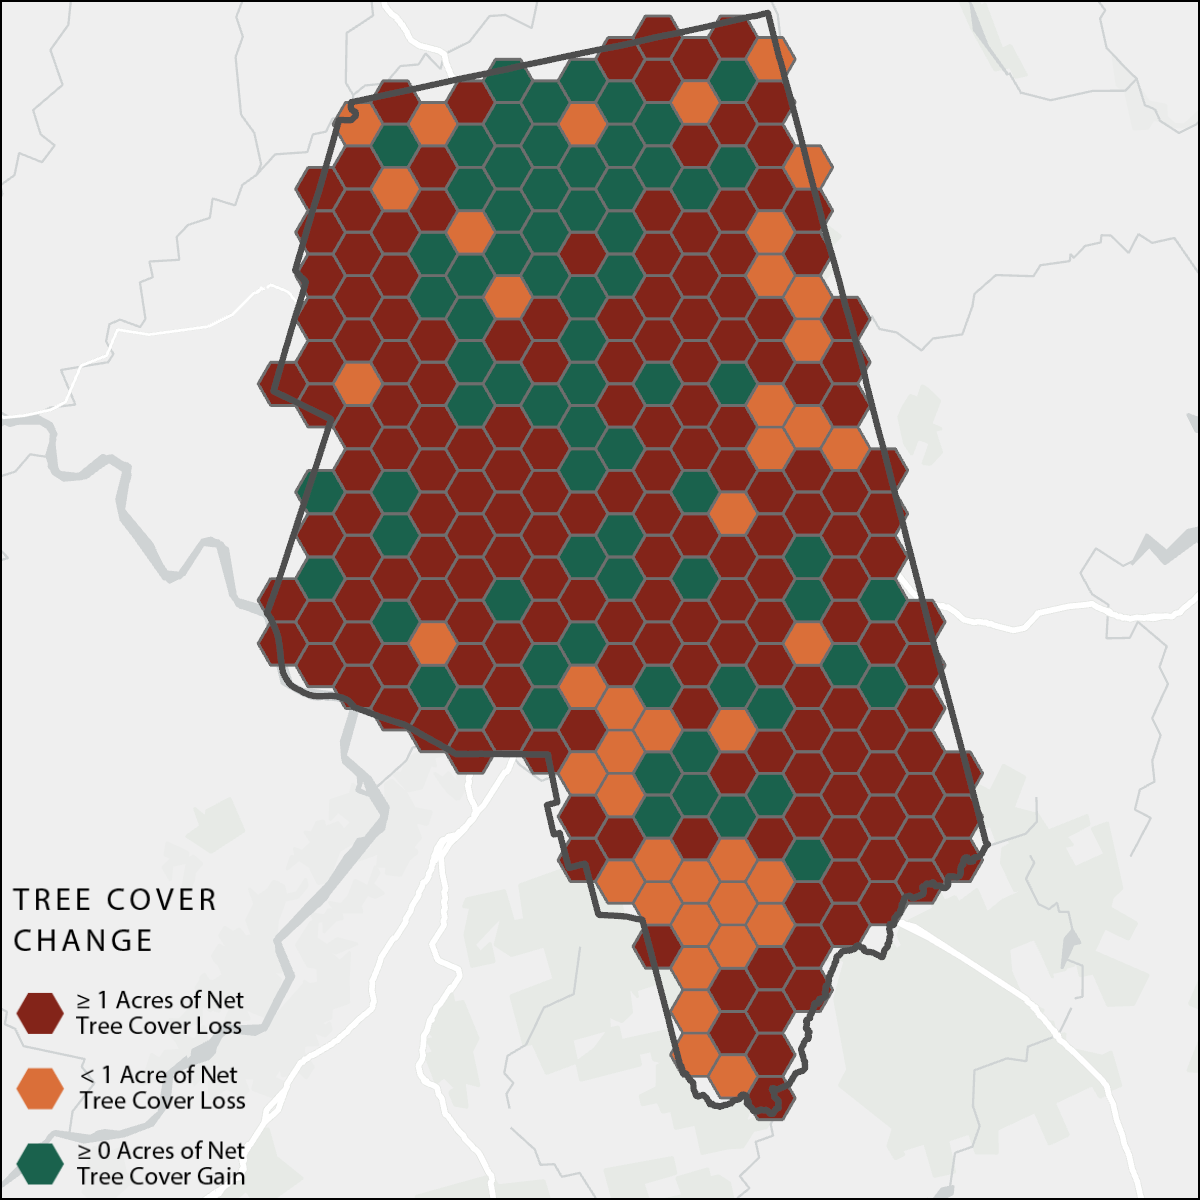 TREE COVER
CHANGE
≥ 1 Acres of Net
Tree Cover Loss
< 1 Acre of Net
Tree Cover Loss
≥ 0 Acres of Net
Tree Cover Gain